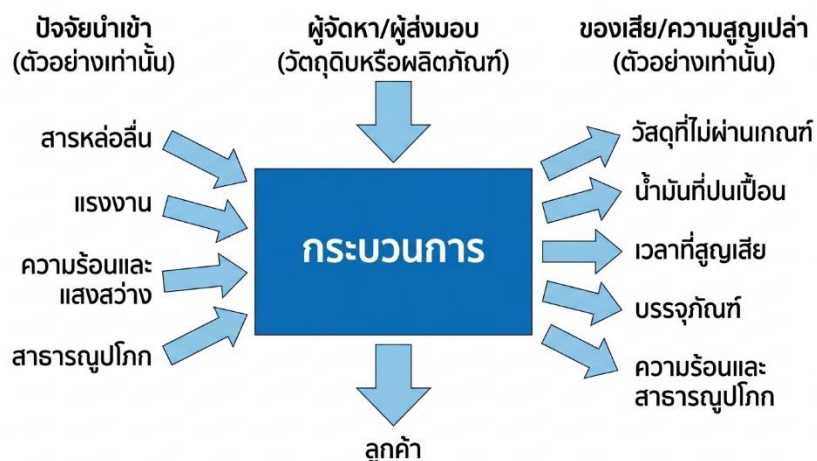 ปัจจัยนำเข้า
(ตัวอย่างเท่านั้น)
ผู้จัดหา/ผู้ส่งมอบ
(วัตถุดิบหรือผลิตภัณฑ์)
ของเสีย/ความสูญเปล่า
(ตัวอย่างเท่านั้น)
สารหล่อลื่น
แรงงาน
ความร้อนและ
แสงสว่าง
สาธารณูปโภก
กระบวนการ
วัสดุที่ไม่ผ่านเกณฑ์
น้ำมันที่ปนเปื้อน
เวลาที่สูญเสีย
บรรจุภัณฑ์
ความร้อนและ
สาธารณูปโภก
ลูกค้า